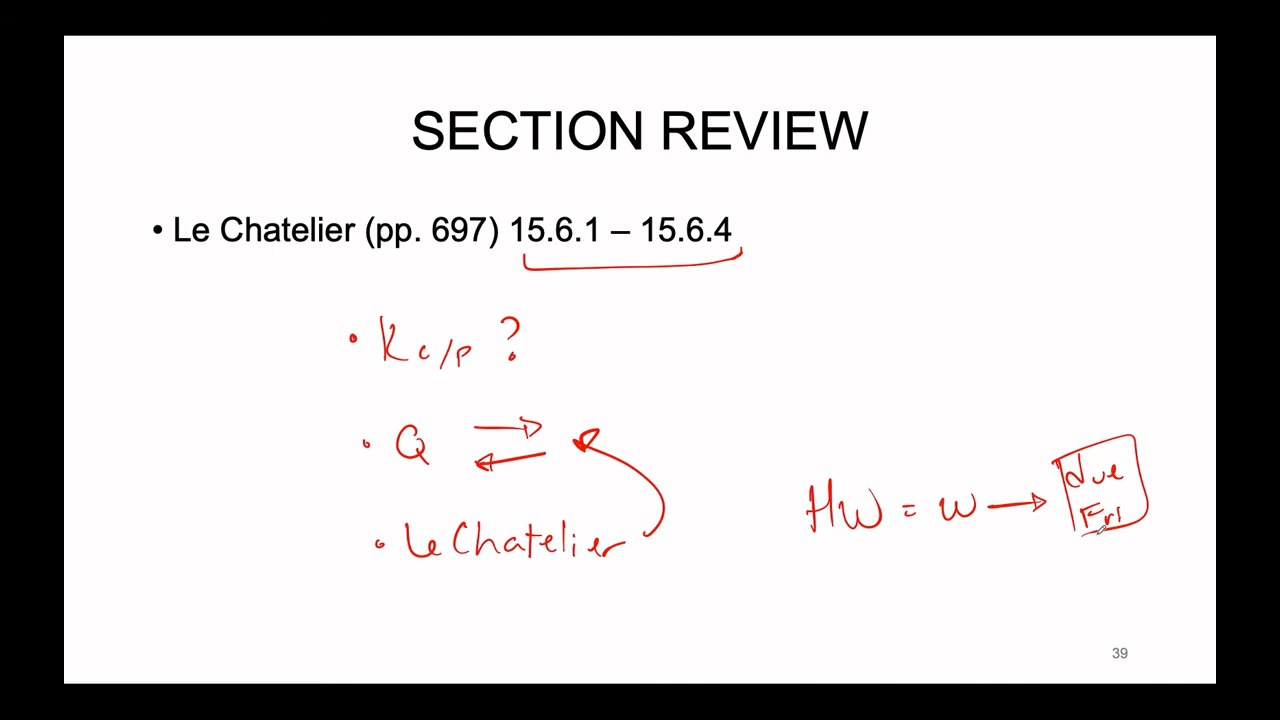 SECTION REVIEW
• Le Chatelier (pp. 697) 15.6.1 – 15.6.4
• Kc/p ?
• Q
• Le Chatelier
HW = w → due
Fri
39